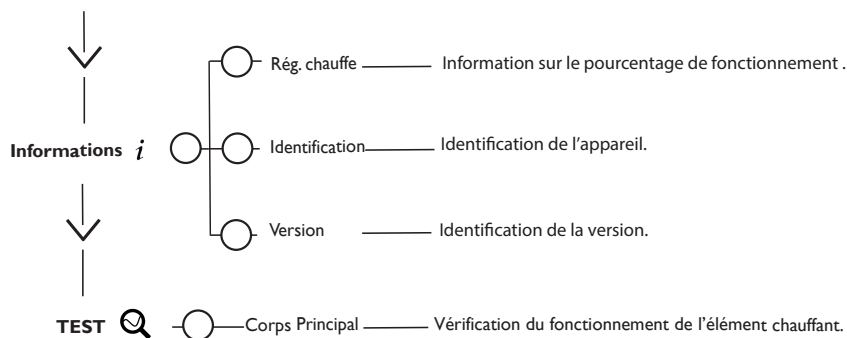 Rég. chauffe Information sur le pourcentage de fonctionnement .
Informations i Identification Identification de l'appareil.
Version Identification de la version.
TEST Corps Principal Vérification du fonctionnement de l'élément chauffant.